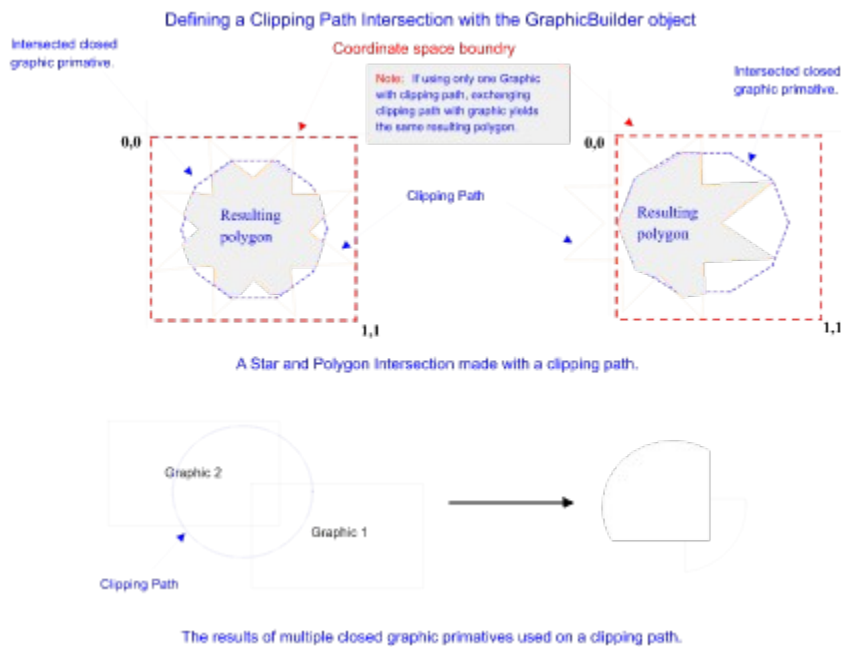 Defining a Clipping Path Intersection with the GraphicBuilder object
Intersected closed
graphic primative.
Coordinate space boundry
Note: If using only one Graphic
with clipping path, exchanging
clipping path with graphic yields
the same resulting polygon.
Intersected closed
graphic primative.
0,0
0,0
Resulting
polygon
Clipping Path
Resulting
polygon
1,1
1,1
A Star and Polygon Intersection made with a clipping path.
Graphic 2
Graphic 1
Clipping Path
The results of multiple closed graphic primatives used on a clipping path.